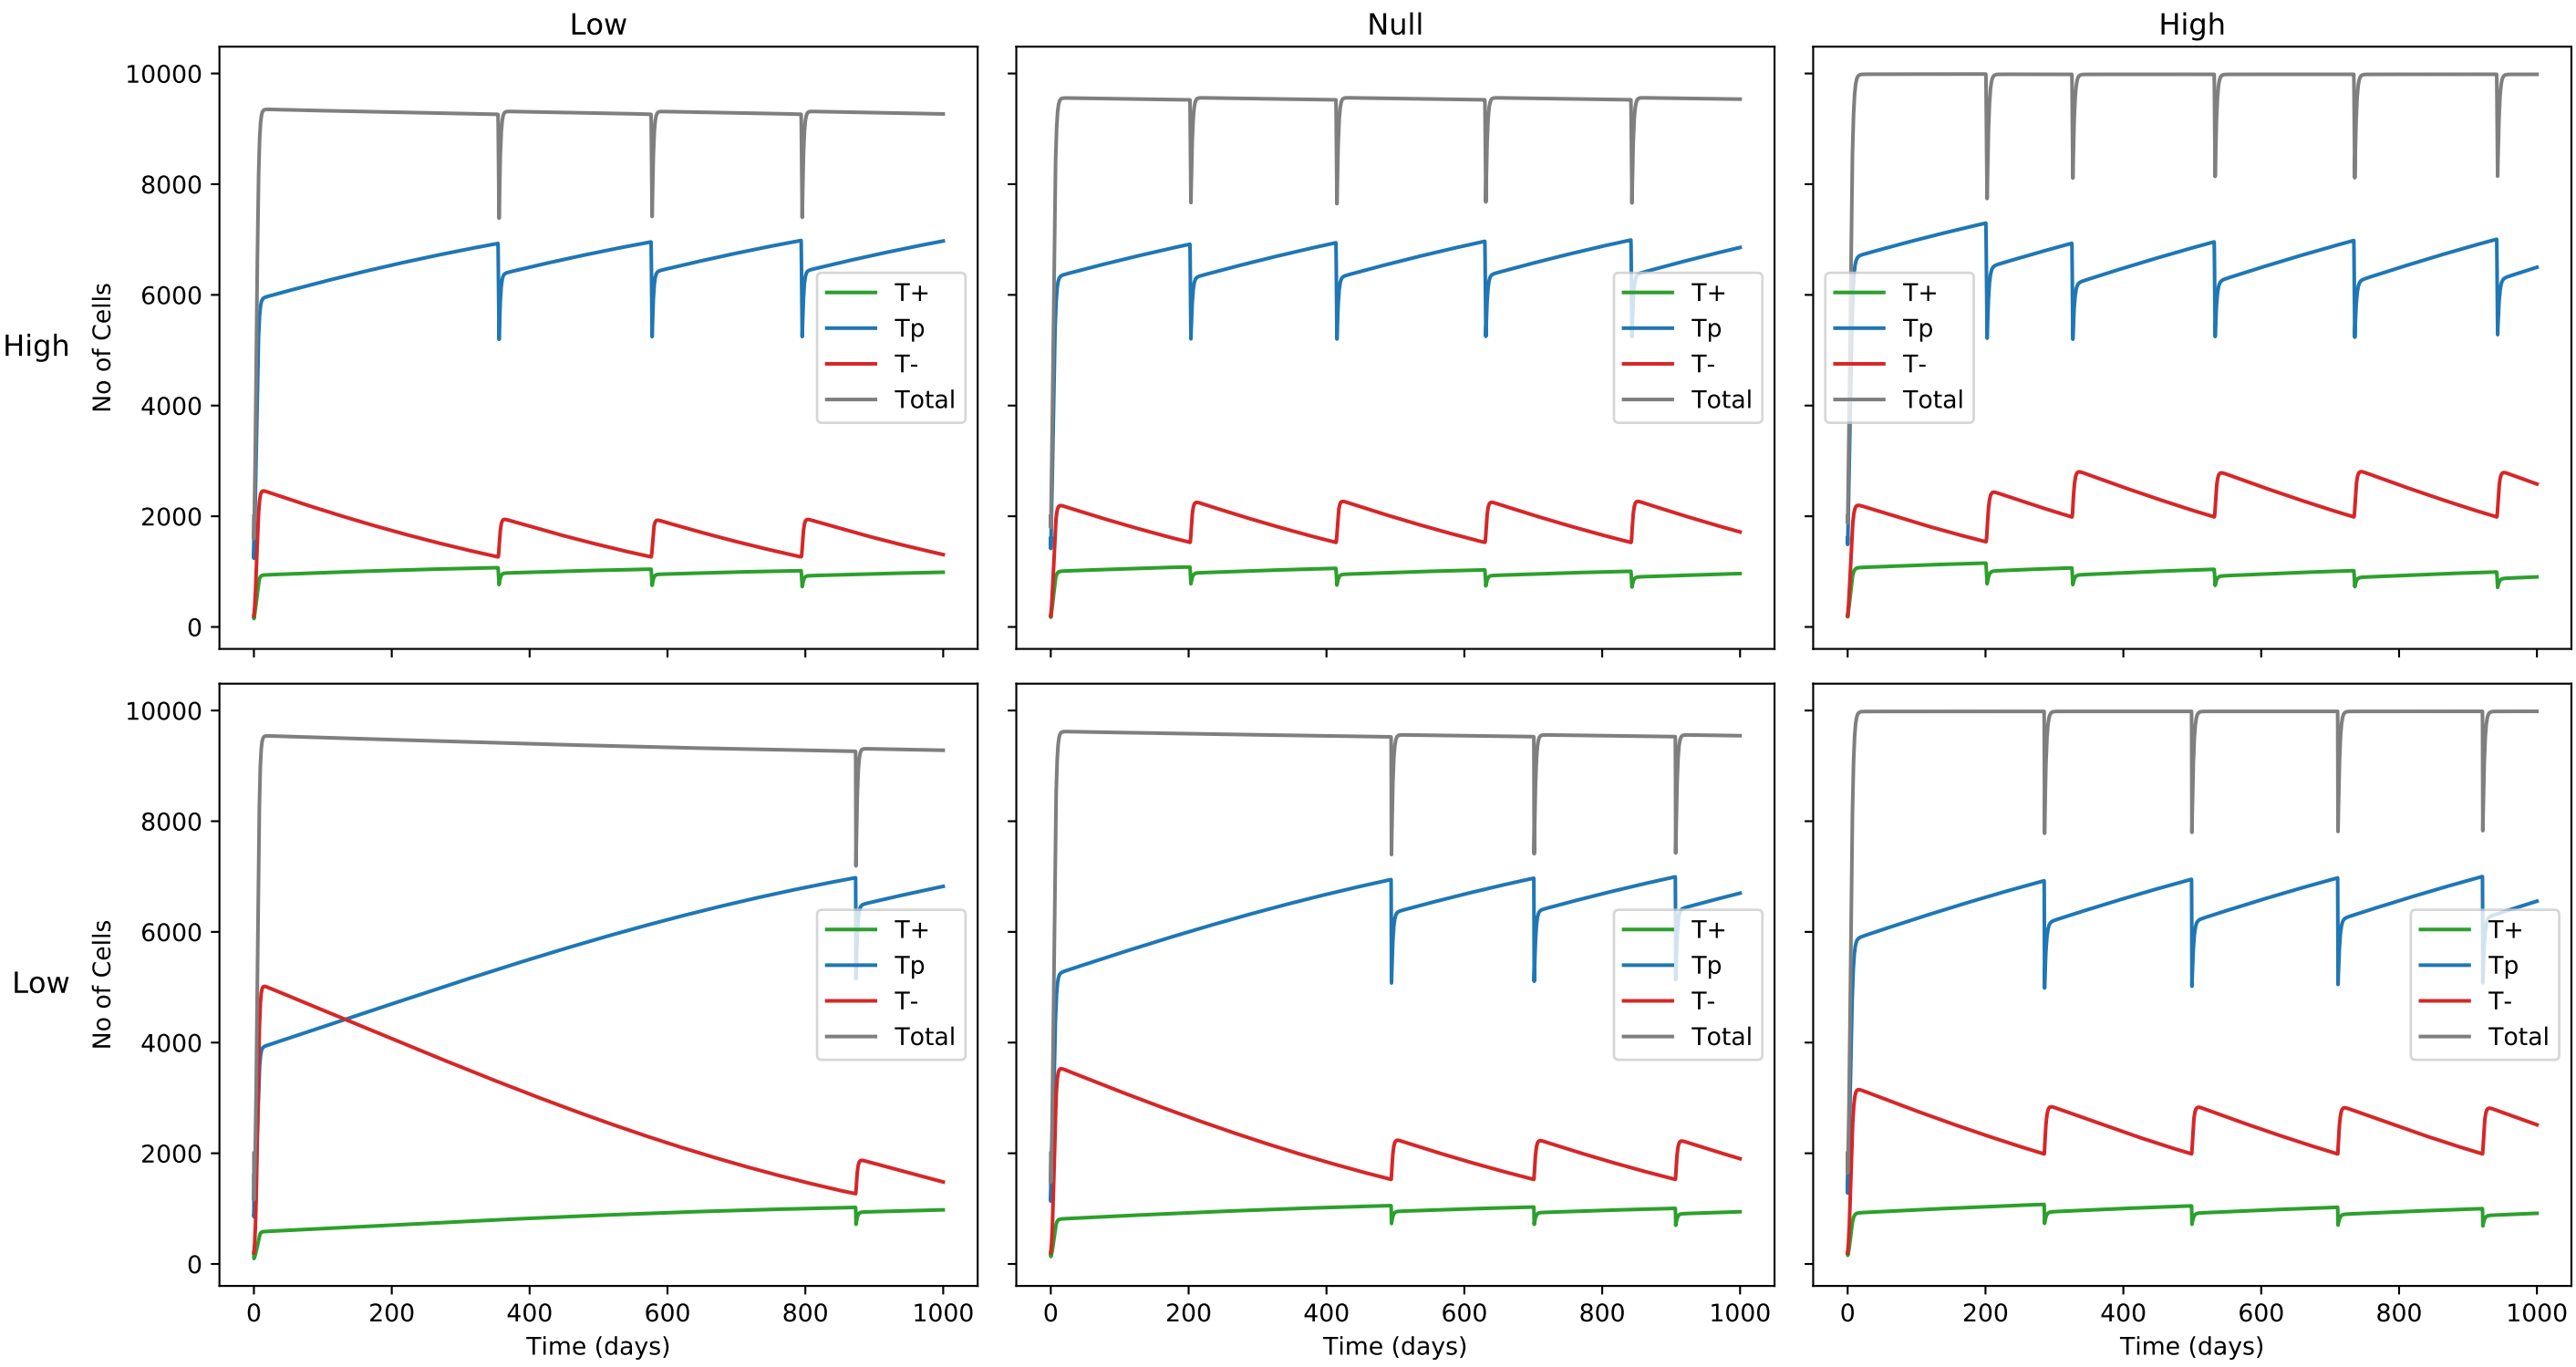 Low Null High
High
No of Cells
10000
8000
6000
4000
2000
0
T+
Tp
T-
Total
T+
Tp
T-
Total
T+
Tp
T-
Total
Low
No of Cells
10000
8000
6000
4000
2000
0
T+
Tp
T-
Total
T+
Tp
T-
Total
T+
Tp
T-
Total
0 200 400 600 800 1000
Time (days)
0 200 400 600 800 1000
Time (days)
0 200 400 600 800 1000
Time (days)